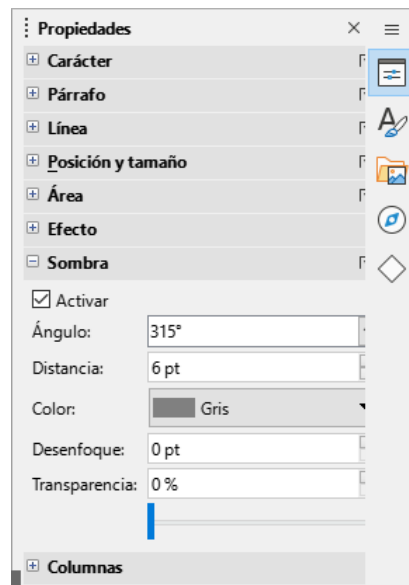 Propiedades
Carácter
Párrafo
Línea
Posición y tamaño
Área
Efecto
Sombra
Activar
Ángulo: 315°
Distancia: 6 pt
Color: Gris
Desenfoque: 0 pt
Transparencia: 0 %
Columnas